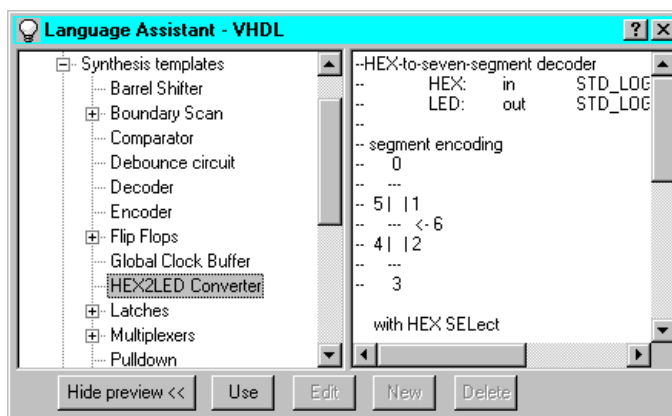 Language Assistant - VHDL
Synthesis templates
Barrel Shifter
Boundary Scan
Comparator
Debounce circuit
Decoder
Encoder
Flip Flops
Global Clock Buffer
HEX2LED Converter
Latches
Multiplexers
Pulldown
--HEX-to-seven-segment decoder
-- HEX: in STD_LOG
-- LED: out STD_LOG
--
-- segment encoding
-- 0
-- ---
-- 5| |1
-- --- <- 6
-- 4| |2
-- ---
-- 3
with HEX SELect
Hide preview << Use Edit New Delete